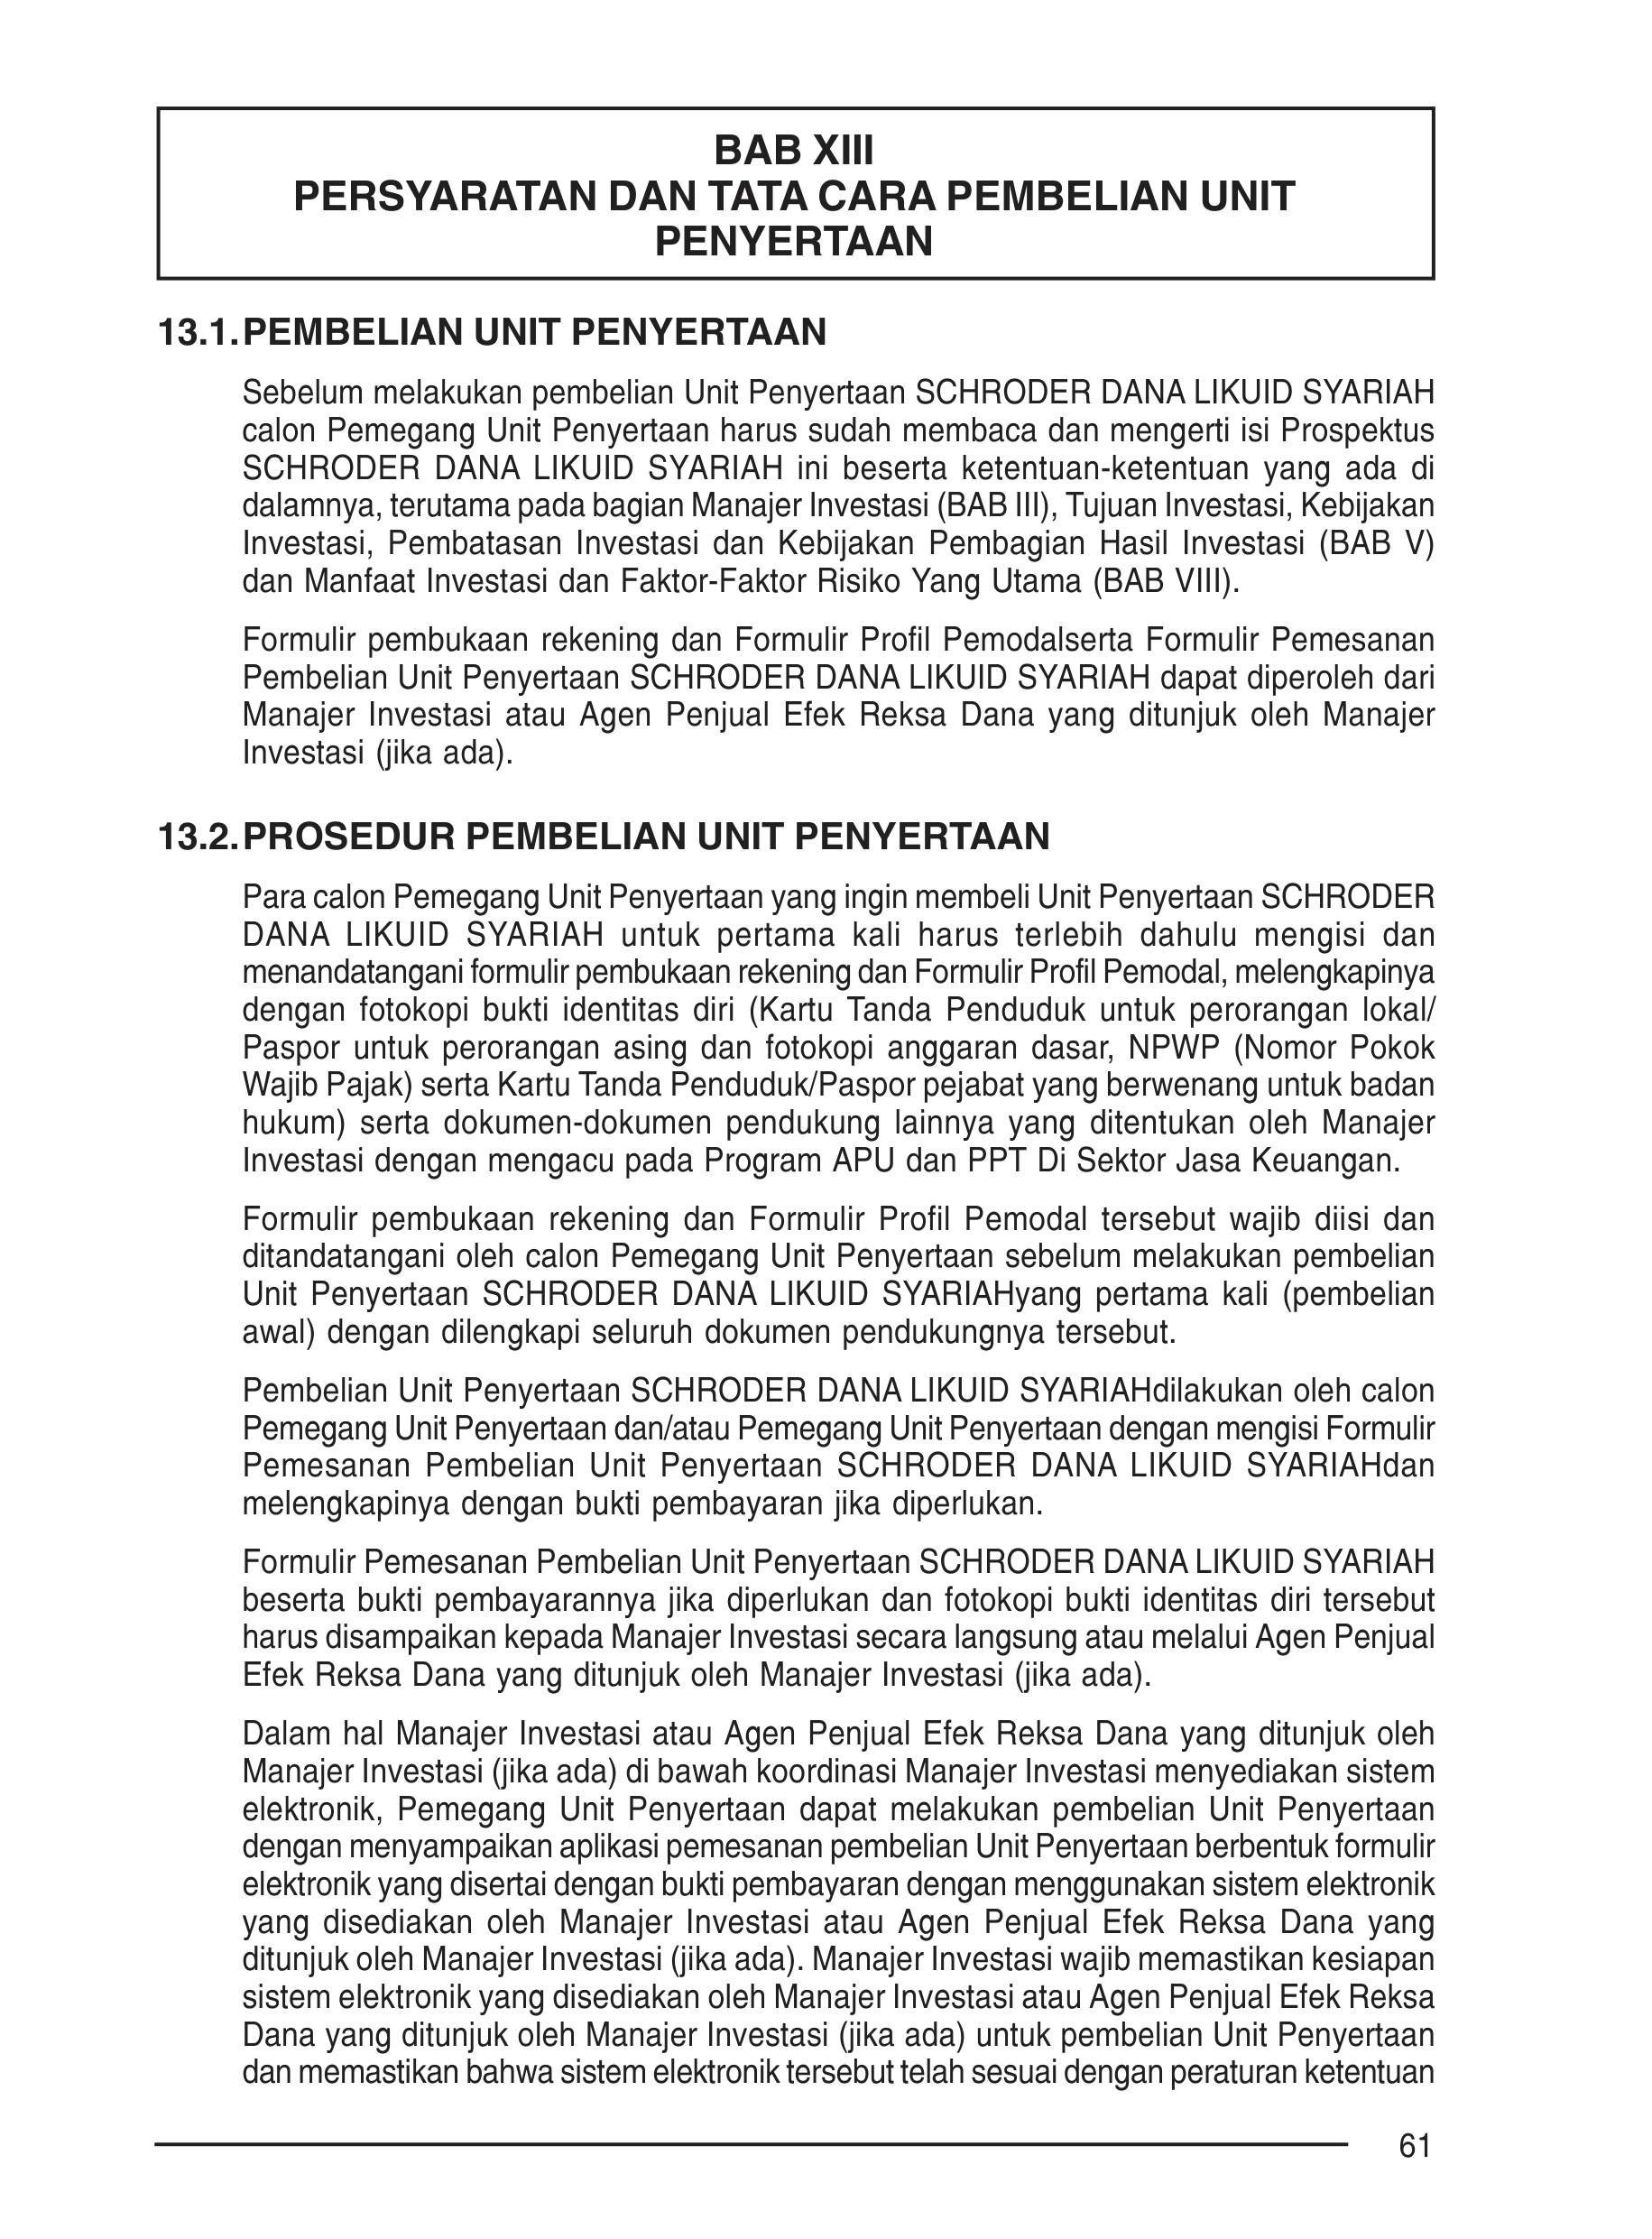 BAB XIII
PERSYARATAN DAN TATA CARA PEMBELIAN UNIT
PENYERTAAN
13.1. PEMBELIAN UNIT PENYERTAAN
Sebelum melakukan pembelian Unit Penyertaan SCHRODER DANA LIKUID SYARIAH
calon Pemegang Unit Penyertaan harus sudah membaca dan mengerti isi Prospektus
SCHRODER DANA LIKUID SYARIAH ini beserta ketentuan-ketentuan yang ada di
dalamnya, terutama pada bagian Manajer Investasi (BAB III), Tujuan Investasi, Kebijakan
Investasi, Pembatasan Investasi dan Kebijakan Pembagian Hasil Investasi (BAB V)
dan Manfaat Investasi dan Faktor-Faktor Risiko Yang Utama (BAB VIII).
Formulir pembukaan rekening dan Formulir Profil Pemodalserta Formulir Pemesanan
Pembelian Unit Penyertaan SCHRODER DANA LIKUID SYARIAH dapat diperoleh dari
Manajer Investasi atau Agen Penjual Efek Reksa Dana yang ditunjuk oleh Manajer
Investasi (jika ada).
13.2. PROSEDUR PEMBELIAN UNIT PENYERTAAN
Para calon Pemegang Unit Penyertaan yang ingin membeli Unit Penyertaan SCHRODER
DANA LIKUID SYARIAH untuk pertama kali harus terlebih dahulu mengisi dan
menandatangani formulir pembukaan rekening dan Formulir Profil Pemodal, melengkapinya
dengan fotokopi bukti identitas diri (Kartu Tanda Penduduk untuk perorangan lokal/
Paspor untuk perorangan asing dan fotokopi anggaran dasar, NPWP (Nomor Pokok
Wajib Pajak) serta Kartu Tanda Penduduk/Paspor pejabat yang berwenang untuk badan
hukum) serta dokumen-dokumen pendukung lainnya yang ditentukan oleh Manajer
Investasi dengan mengacu pada Program APU dan PPT Di Sektor Jasa Keuangan.
Formulir pembukaan rekening dan Formulir Profil Pemodal tersebut wajib diisi dan
ditandatangani oleh calon Pemegang Unit Penyertaan sebelum melakukan pembelian
Unit Penyertaan SCHRODER DANA LIKUID SYARIAHyang pertama kali (pembelian
awal) dengan dilengkapi seluruh dokumen pendukungnya tersebut.
Pembelian Unit Penyertaan SCHRODER DANA LIKUID SYARIAHdilakukan oleh calon
Pemegang Unit Penyertaan dan/atau Pemegang Unit Penyertaan dengan mengisi Formulir
Pemesanan Pembelian Unit Penyertaan SCHRODER DANA LIKUID SYARIAHdan
melengkapinya dengan bukti pembayaran jika diperlukan.
Formulir Pemesanan Pembelian Unit Penyertaan SCHRODER DANA LIKUID SYARIAH
beserta bukti pembayarannya jika diperlukan dan fotokopi bukti identitas diri tersebut
harus disampaikan kepada Manajer Investasi secara langsung atau melalui Agen Penjual
Efek Reksa Dana yang ditunjuk oleh Manajer Investasi (jika ada).
Dalam hal Manajer Investasi atau Agen Penjual Efek Reksa Dana yang ditunjuk oleh
Manajer Investasi (jika ada) di bawah koordinasi Manajer Investasi menyediakan sistem
elektronik, Pemegang Unit Penyertaan dapat melakukan pembelian Unit Penyertaan
dengan menyampaikan aplikasi pemesanan pembelian Unit Penyertaan berbentuk formulir
elektronik yang disertai dengan bukti pembayaran dengan menggunakan sistem elektronik
yang disediakan oleh Manajer Investasi atau Agen Penjual Efek Reksa Dana yang
ditunjuk oleh Manajer Investasi (jika ada). Manajer Investasi wajib memastikan kesiapan
sistem elektronik yang disediakan oleh Manajer Investasi atau Agen Penjual Efek Reksa
Dana yang ditunjuk oleh Manajer Investasi (jika ada) untuk pembelian Unit Penyertaan
dan memastikan bahwa sistem elektronik tersebut telah sesuai dengan peraturan ketentuan
61